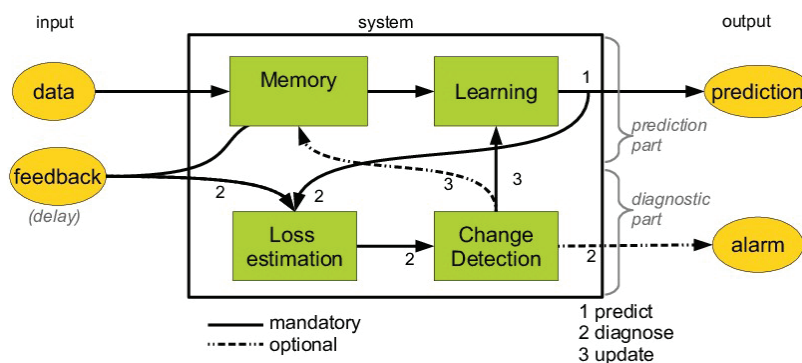 input
system
output
data
Memory
Learning
1
prediction
prediction
part
feedback
(delay)
2
2
3
3
diagnostic
part
Loss
estimation
2
Change
Detection
2
alarm
mandatory
optional
1 predict
2 diagnose
3 update